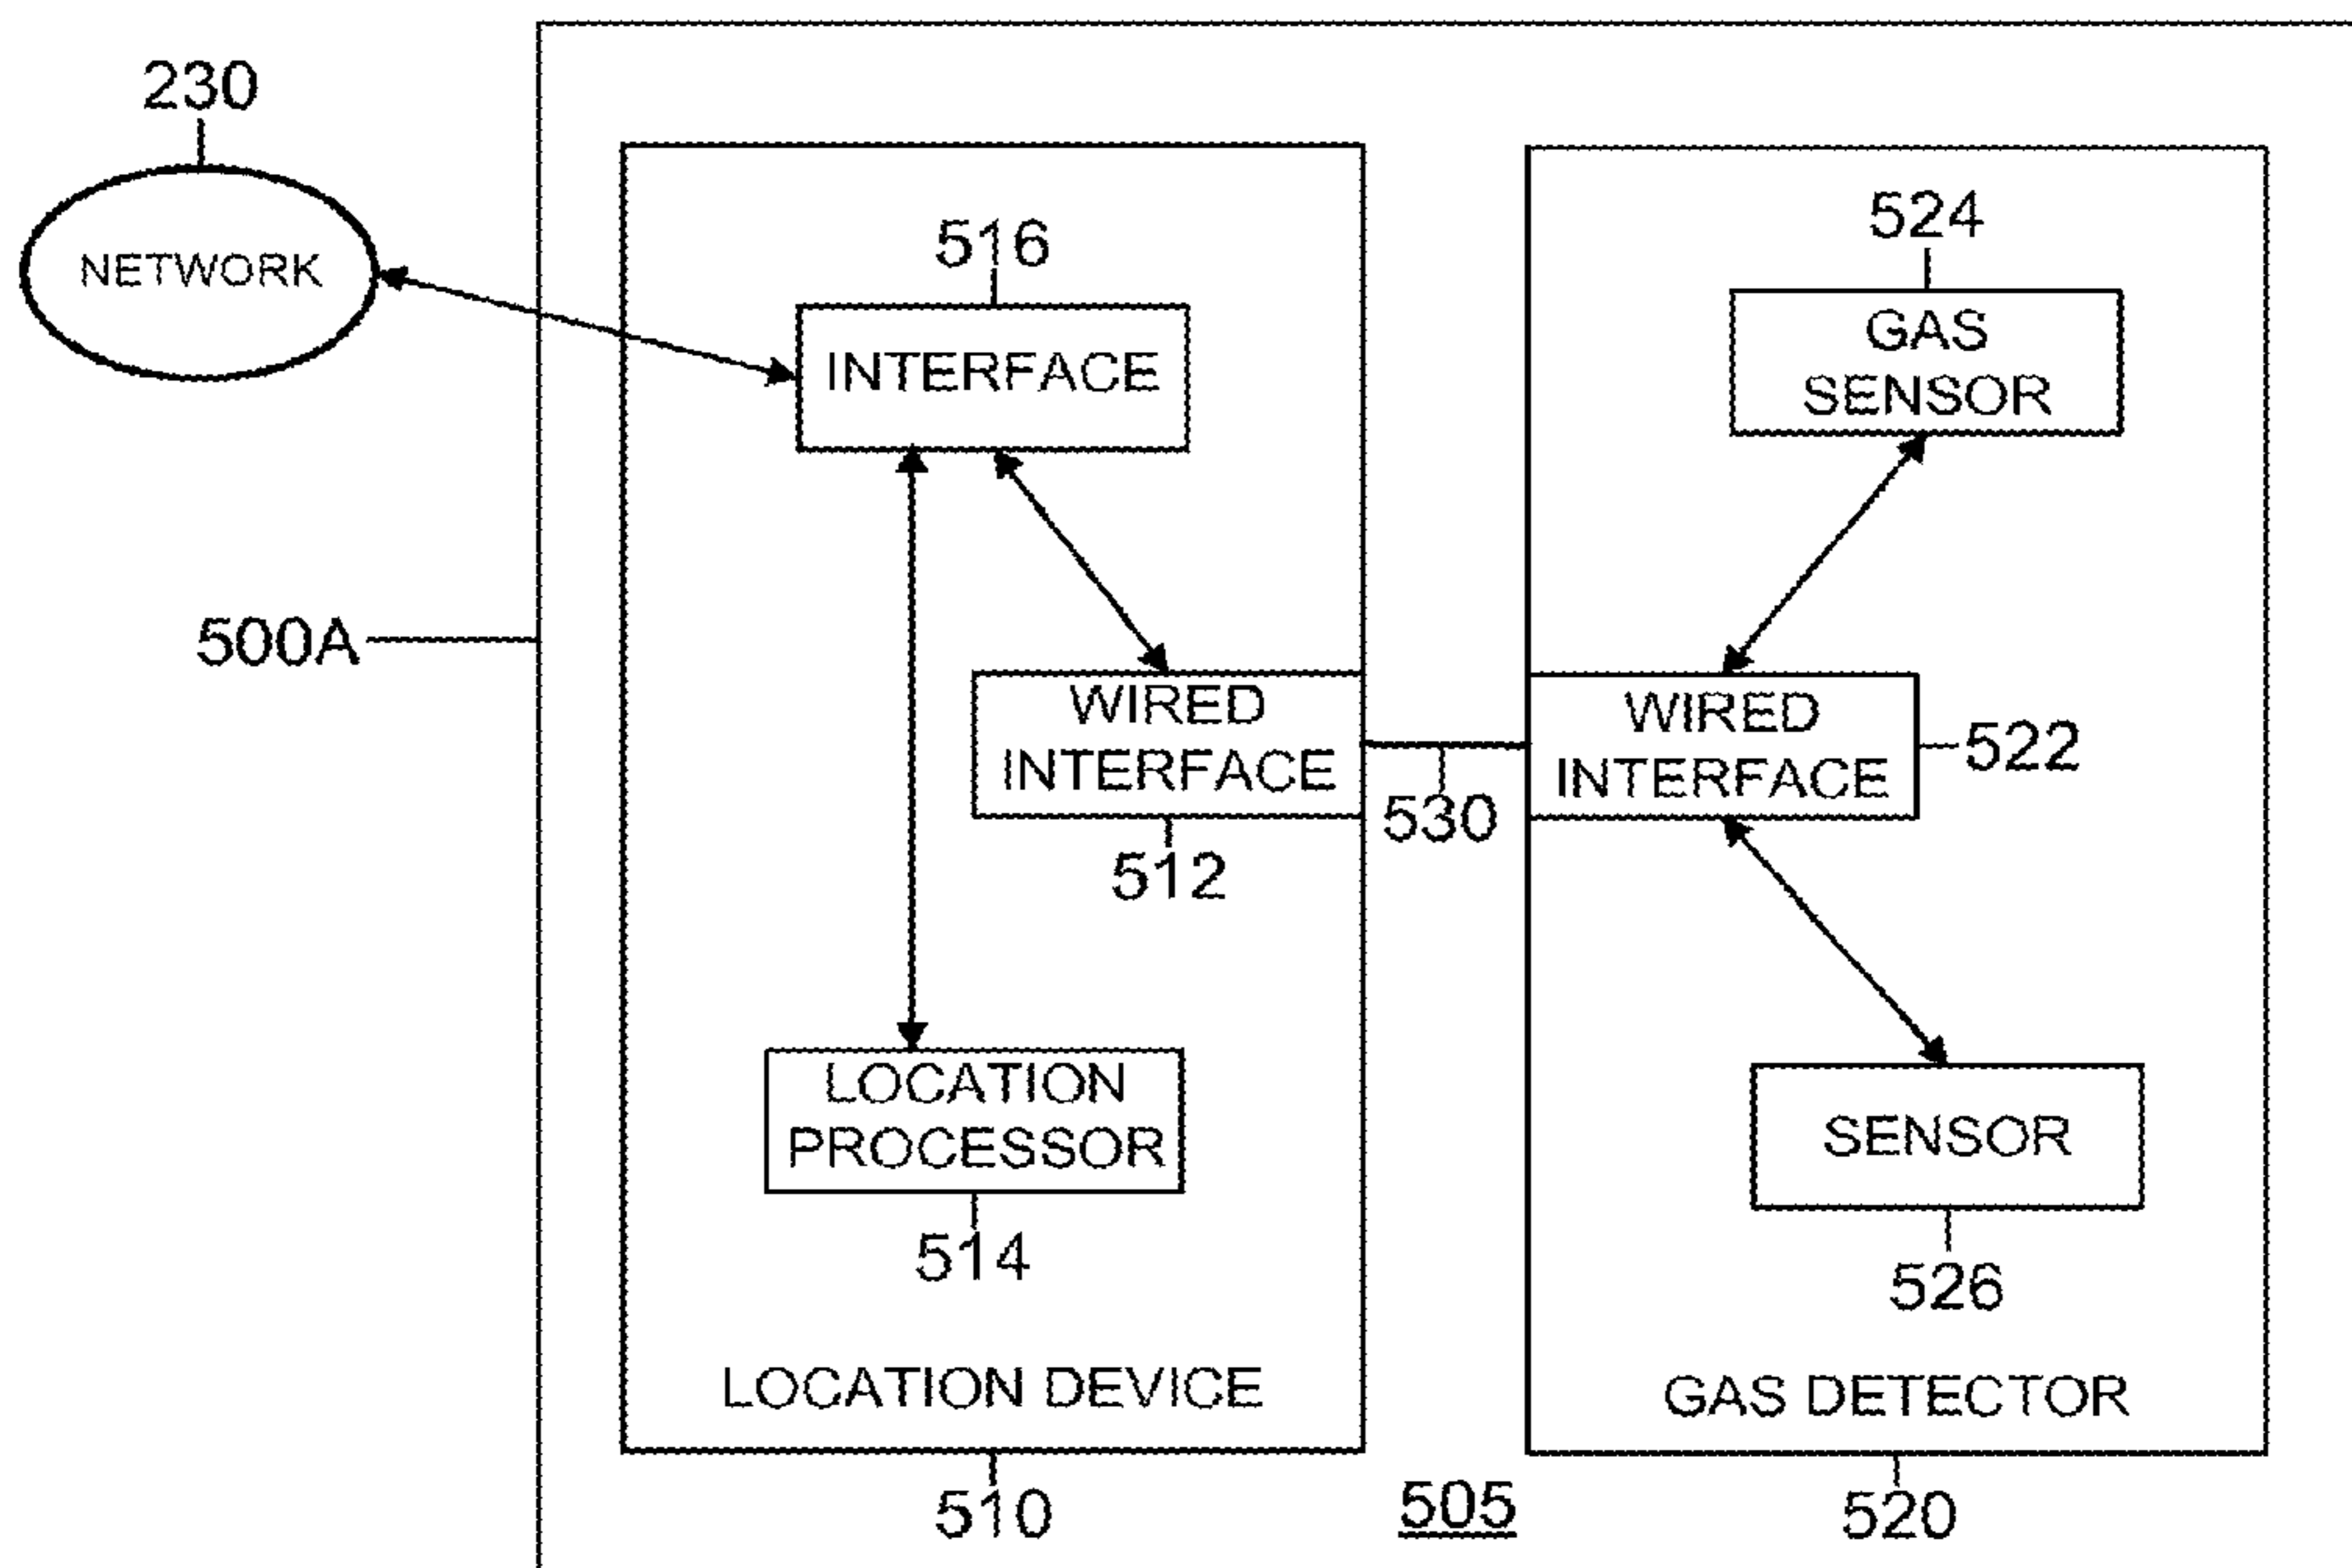 230
NETWORK
500A
516
INTERFACE
WIRED
INTERFACE
512
LOCATION
PROCESSOR
514
LOCATION DEVICE
510
530
505
524
GAS
SENSOR
WIRED
INTERFACE
522
SENSOR
526
GAS DETECTOR
520